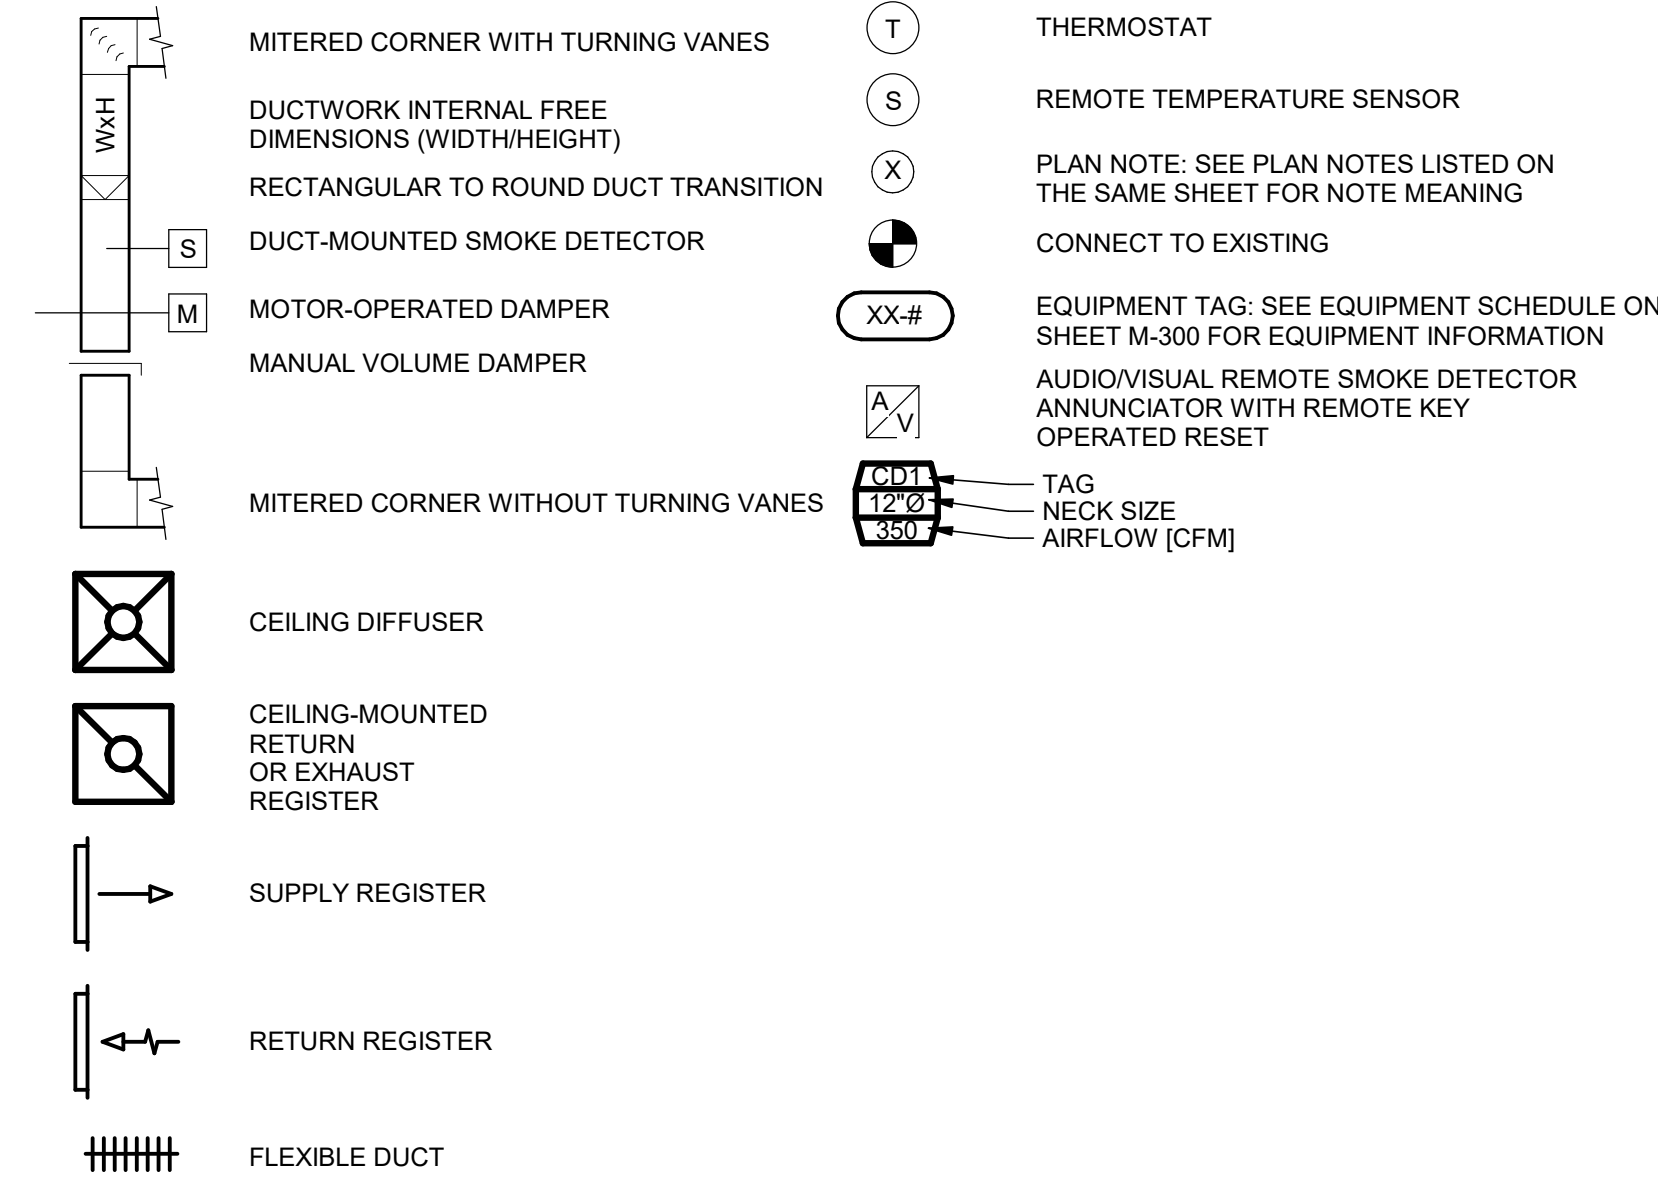 MITERED CORNER WITH TURNING VANES
WxH
DUCTWORK INTERNAL FREE
DIMENSIONS (WIDTH/HEIGHT)
RECTANGULAR TO ROUND DUCT TRANSITION
S
DUCT-MOUNTED SMOKE DETECTOR
M
MOTOR-OPERATED DAMPER
MANUAL VOLUME DAMPER
MITERED CORNER WITHOUT TURNING VANES
CEILING DIFFUSER
CEILING-MOUNTED
RETURN
OR EXHAUST
REGISTER
SUPPLY REGISTER
RETURN REGISTER
FLEXIBLE DUCT
T
THERMOSTAT
S
REMOTE TEMPERATURE SENSOR
X
PLAN NOTE: SEE PLAN NOTES LISTED ON
THE SAME SHEET FOR NOTE MEANING
CONNECT TO EXISTING
XX-#
EQUIPMENT TAG: SEE EQUIPMENT SCHEDULE ON
SHEET M-300 FOR EQUIPMENT INFORMATION
A/V
AUDIO/VISUAL REMOTE SMOKE DETECTOR
ANNUNCIATOR WITH REMOTE KEY
OPERATED RESET
CD1
TAG
12"Ø
NECK SIZE
350
AIRFLOW [CFM]